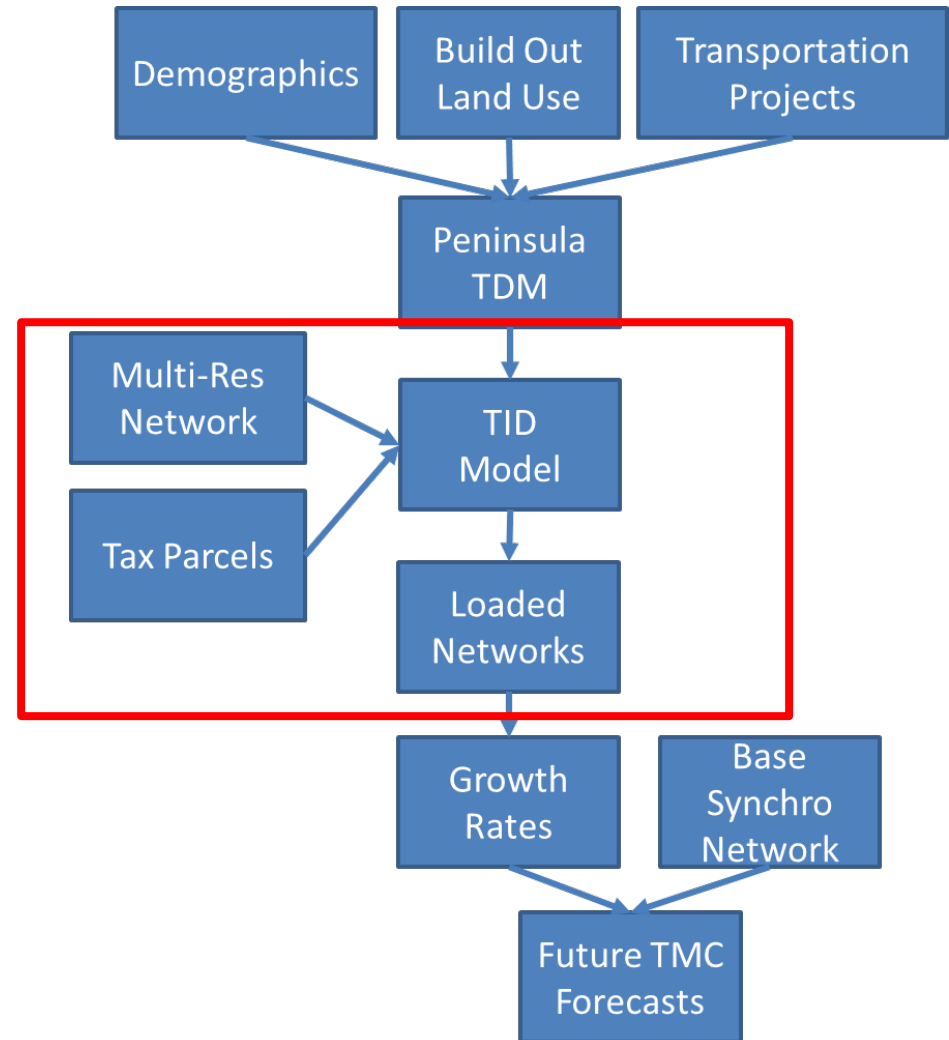 Demographics
Build Out
Land Use
Transportation
Projects
Peninsula
TDM
Multi-Res
Network
TID
Model
Tax Parcels
Loaded
Networks
Growth
Rates
Base
Synchro
Network
Future TMC
Forecasts